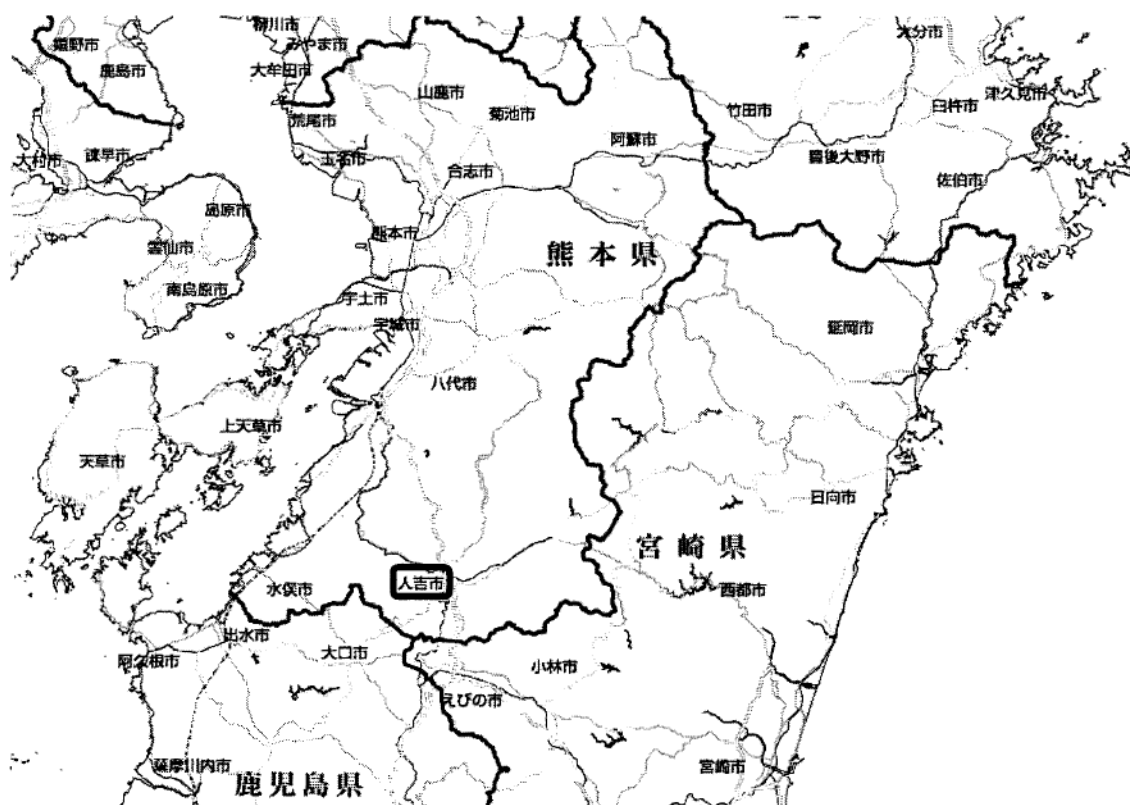 柳川市
嬉野市
みやま市
大分市
鹿島市
大牟田市
山鹿市
津久見市
菊池市
竹田市
臼杵市
荒尾市
阿蘇市
諫早市
大村市
玉名市
合志市
豊後大野市
佐伯市
島原市
熊本市
雲仙市
熊本県
南島原市
宇土市
宇城市
延岡市
八代市
上天草市
天草市
日向市
宮崎県
人吉市
水俣市
西都市
出水市
大口市
阿久根市
小林市
えびの市
薩摩川内市
宮崎市
鹿児島県